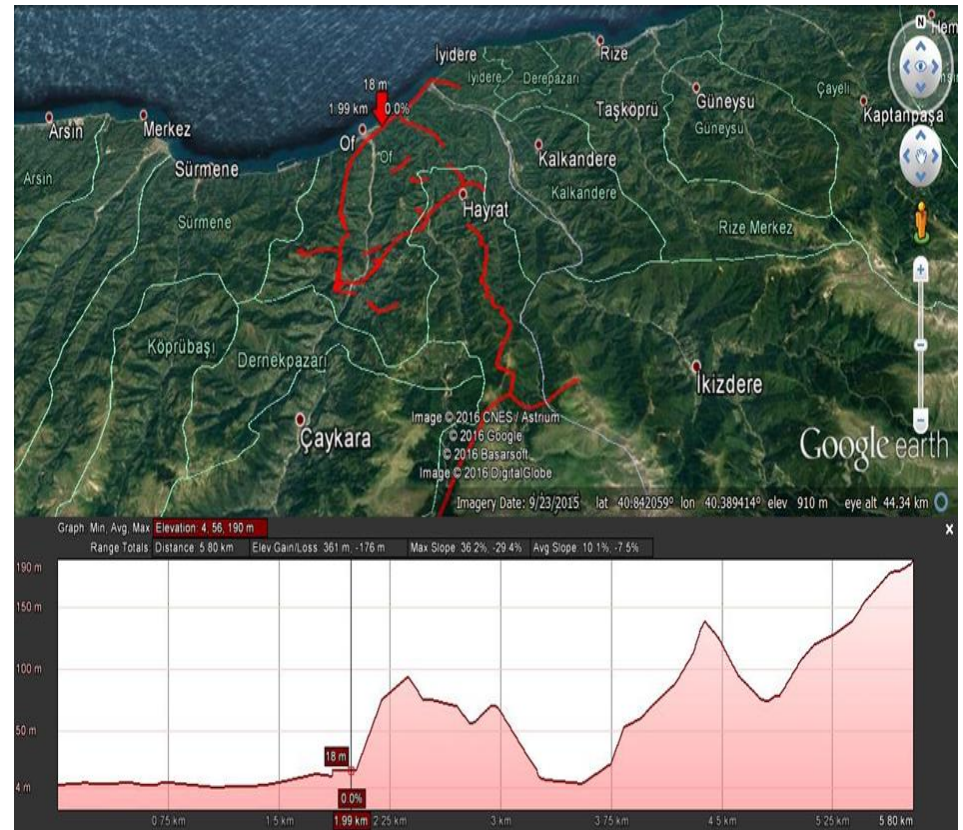 N
Hem
İyidere
Rize
İyidere
Derepazarı
18 m
1.99 km 0.0%
Taşköprü
Güneysu
Çayeli
Kaptanpaşa
Güneysu
Arsin
Merkez
Of
Of
Kalkandere
Sürmene
Arsin
Kalkandere
Hayrat
Sürmene
Rize Merkez
Köprübaşı
Dernekpazarı
İkizdere
Çaykara
Image © 2016 CNES / Astrium
© 2016 Google
© 2016 Basarsoft
Image © 2016 DigitalGlobe
Google earth
Imagery Date: 9/23/2015 lat 40.842059° lon 40.389414° elev 910 m eye alt 44.34 km
Graph: Min, Avg, Max Elevation: 4, 56, 190 m
x
Range Totals: Distance: 5.80 km Elev Gain/Loss: 361 m, -176 m Max Slope: 36.2%, -29.4% Avg Slope: 10.1%, -7.5%
190 m
150 m
100 m
50 m
18 m
4 m
0.0%
0.75 km 1.5 km 1.99 km 2.25 km 3 km 3.75 km 4.5 km 5.25 km 5.80 km